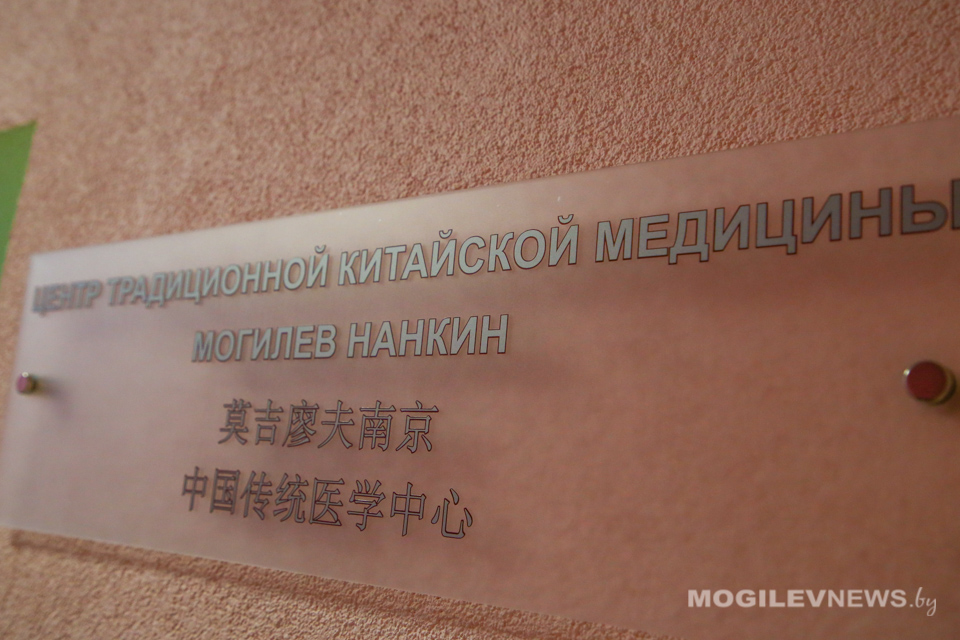 ЦЕНТР ТРАДИЦИОННОЙ КИТАЙСКОЙ МЕДИЦИНЫ
МОГИЛЕВ НАНКИН
莫吉廖夫南京
中国传统医学中心
MOGILEVNEWS.by